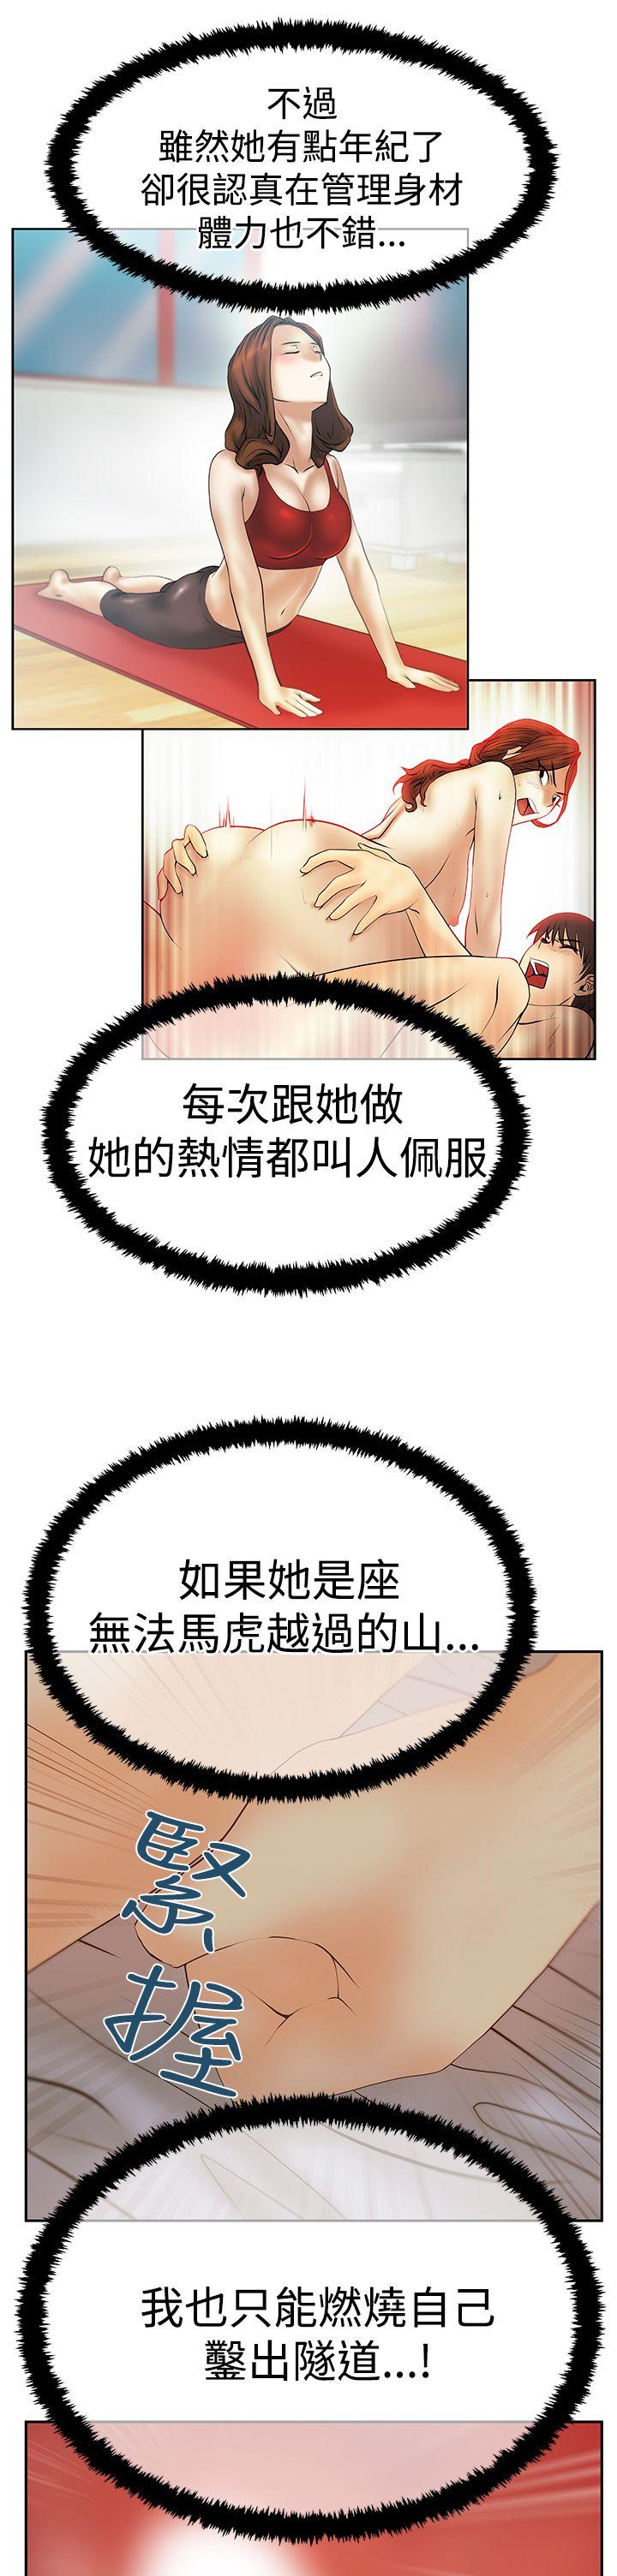 不過
雖然她有點年紀了
卻很認真在管理身材
體力也不錯...
每次跟她做
她的熱情都叫人佩服
如果她是座
無法馬虎越過的山...
緊
握
我也只能燃燒自己
鑿出隧道...!